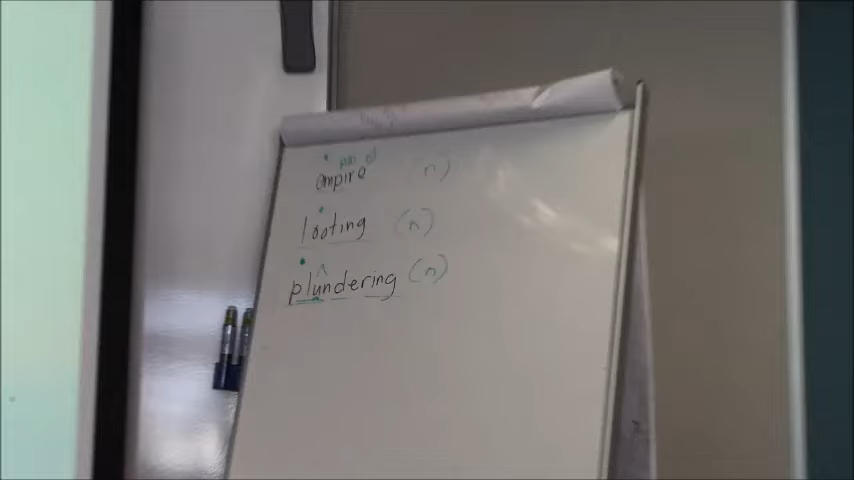 empire (n)
looting (n)
ʌ
plundering (n)